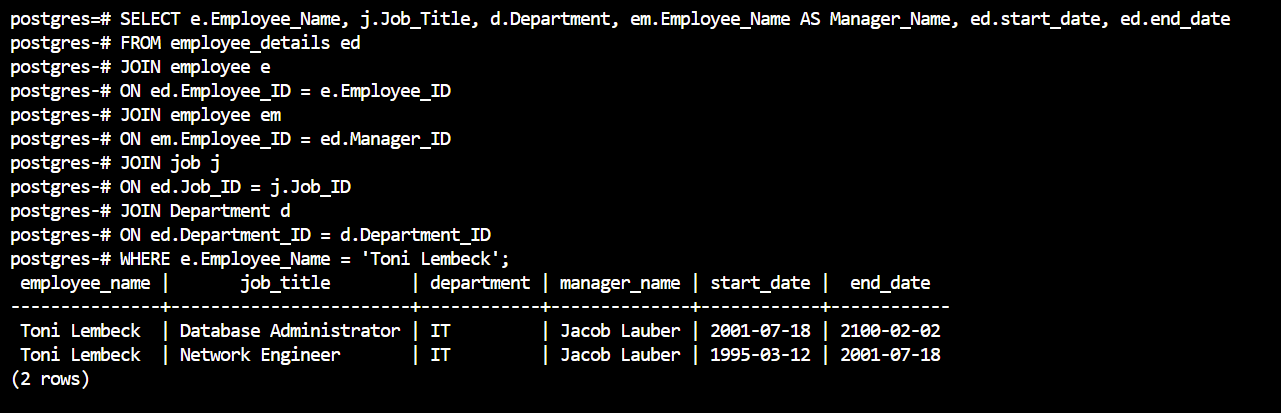 postgres=# SELECT e.Employee_Name, j.Job_Title, d.Department, em.Employee_Name AS Manager_Name, ed.start_date, ed.end_date
postgres-# FROM employee_details ed
postgres-# JOIN employee e
postgres-# ON ed.Employee_ID = e.Employee_ID
postgres-# JOIN employee em
postgres-# ON em.Employee_ID = ed.Manager_ID
postgres-# JOIN job j
postgres-# ON ed.Job_ID = j.Job_ID
postgres-# JOIN Department d
postgres-# ON ed.Department_ID = d.Department_ID
postgres-# WHERE e.Employee_Name = 'Toni Lembeck';
 employee_name |       job_title        | department | manager_name | start_date |  end_date
---------------+------------------------+------------+--------------+------------+------------
 Toni Lembeck  | Database Administrator | IT         | Jacob Lauber | 2001-07-18 | 2100-02-02
 Toni Lembeck  | Network Engineer       | IT         | Jacob Lauber | 1995-03-12 | 2001-07-18
(2 rows)